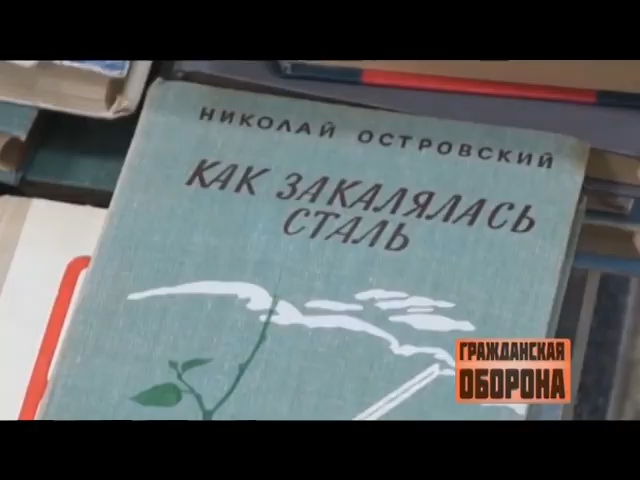 НИКОЛАЙ ОСТРОВСКИЙ
КАК ЗАКАЛЯЛАСЬ
СТАЛЬ
ГРАЖДАНСКАЯ
ОБОРОНА